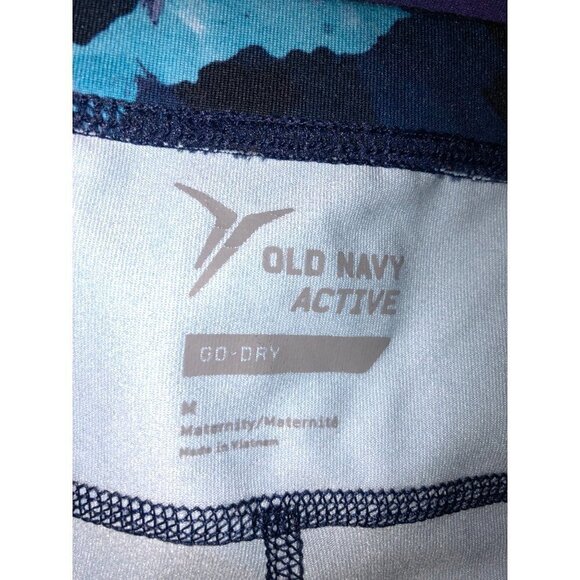 OLD NAVY
ACTIVE
GO-DRY
M
Maternity/Maternité
Made in Vietnam